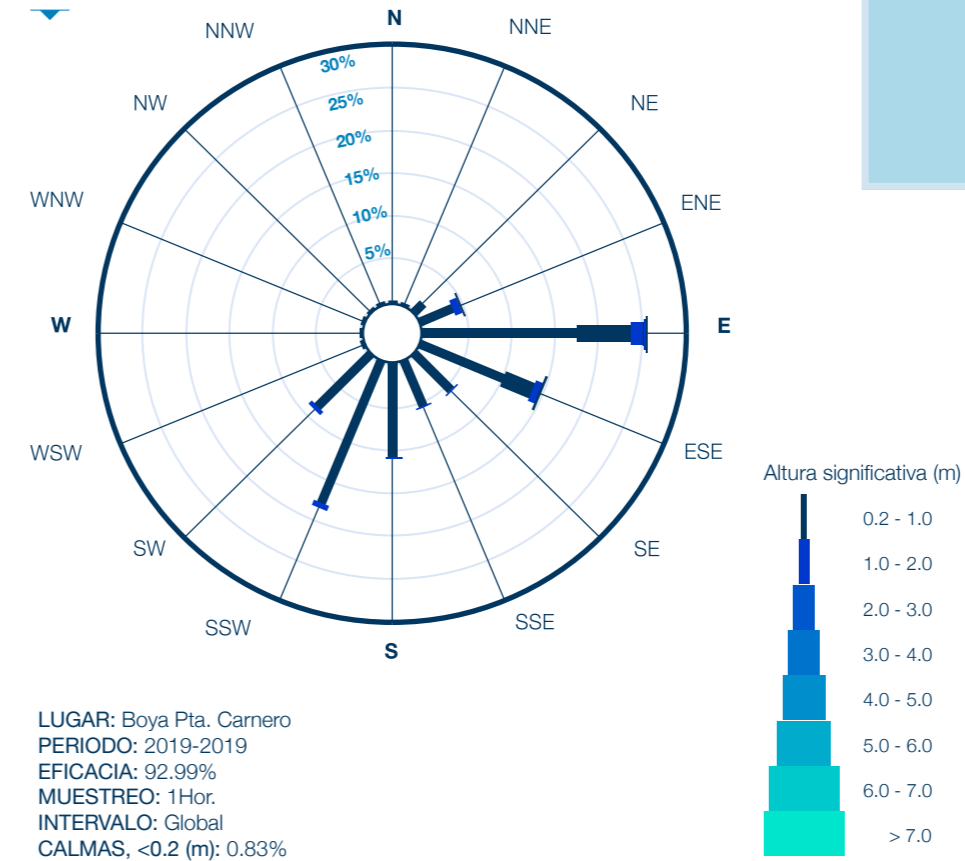 N
NNW
NNE
30%
25%
NW
NE
20%
15%
WNW
ENE
10%
5%
W
E
WSW
ESE
Altura significativa (m)
0.2 - 1.0
SW
SE
1.0 - 2.0
SSW
SSE
2.0 - 3.0
S
3.0 - 4.0
4.0 - 5.0
LUGAR: Boya Pta. Carnero
PERIODO: 2019-2019
5.0 - 6.0
EFICACIA: 92.99%
MUESTREO: 1Hor.
6.0 - 7.0
INTERVALO: Global
> 7.0
CALMAS, <0.2 (m): 0.83%